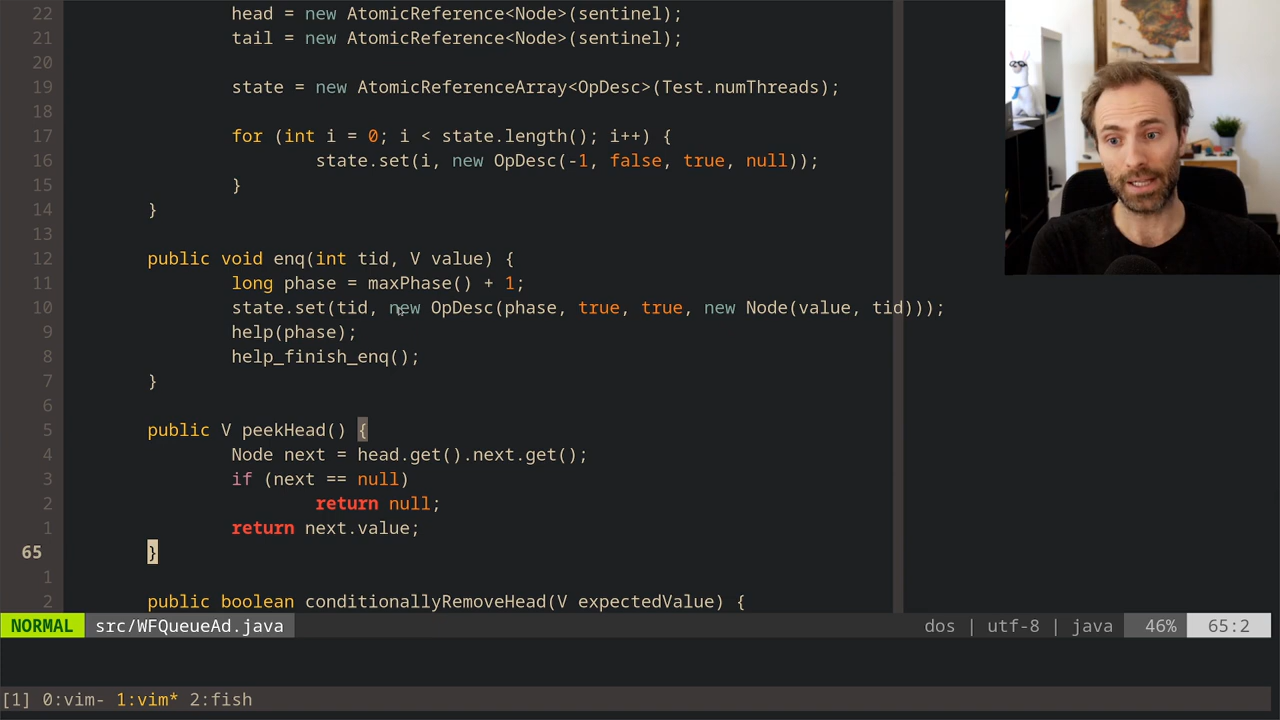 22 head = new AtomicReference<Node>(sentinel);
21 tail = new AtomicReference<Node>(sentinel);
20
19 state = new AtomicReferenceArray<OpDesc>(Test.numThreads);
18
17 for (int i = 0; i < state.length(); i++) {
16 state.set(i, new OpDesc(-1, false, true, null));
15 }
14 }
13
12 public void enq(int tid, V value) {
11 long phase = maxPhase() + 1;
10 state.set(tid, new OpDesc(phase, true, true, new Node(value, tid)));
9 help(phase);
8 help_finish_enq();
7 }
6
5 public V peekHead() {
4 Node next = head.get().next.get();
3 if (next == null)
2 return null;
1 return next.value;
65 }
1
2 public boolean conditionallyRemoveHead(V expectedValue) {
NORMAL src/WFQueueAd.java dos | utf-8 | java 46% 65:2
[1] 0:vim- 1:vim* 2:fish